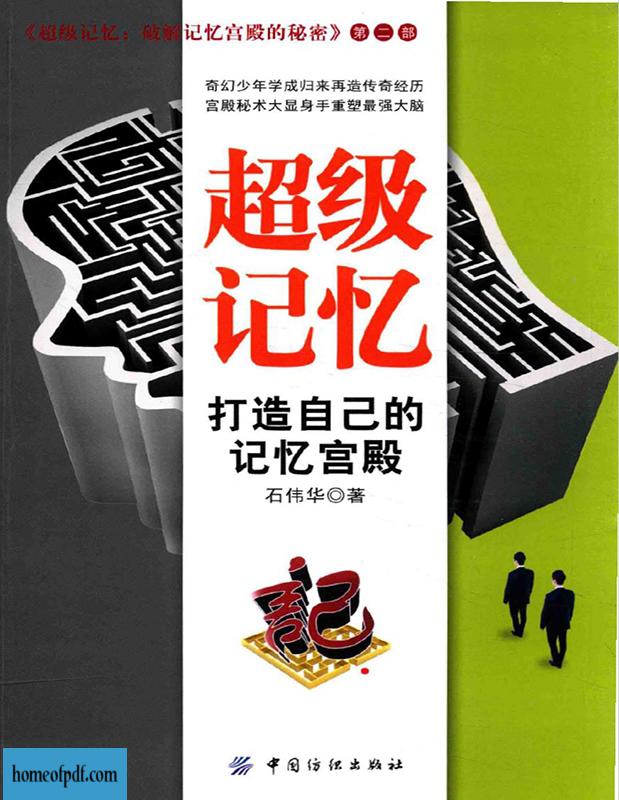 《超级记忆：破解记忆宫殿的秘密》第二部
奇幻少年学成归来再造传奇经历
宫殿秘术大显身手重塑最强大脑
超级
记忆
打造自己的
记忆宫殿
石伟华◎著
記
中国纺织出版社
homeofpdf.com